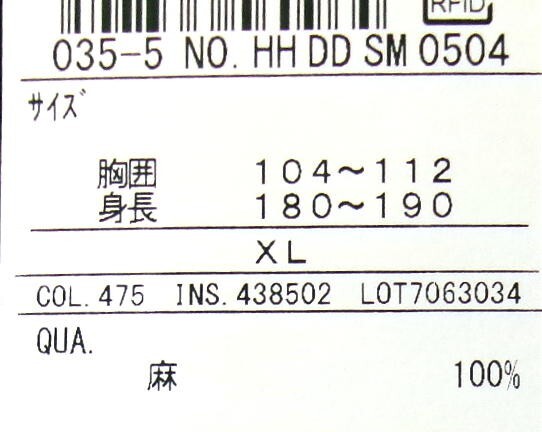 RFID
035-5 NO. HH DD SM 0504
サイズ
胸囲 104～112
身長 180～190
XL
COL. 475 INS. 438502 LOT7063034
QUA.
麻 100%